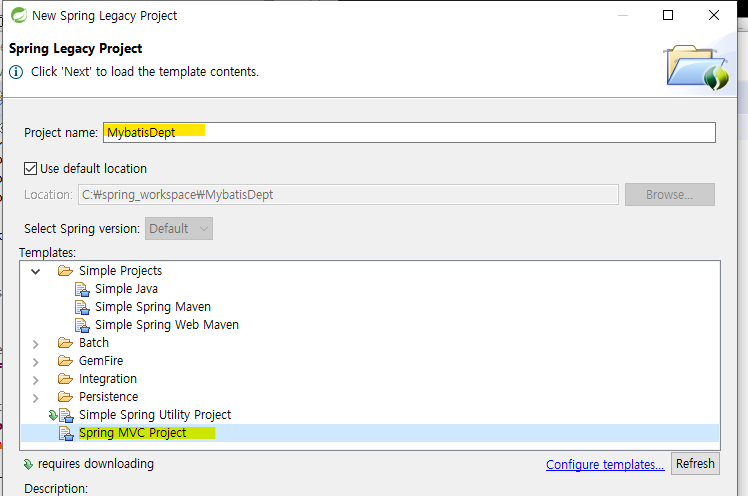 New Spring Legacy Project
Spring Legacy Project
Click 'Next' to load the template contents.
Project name: MybatisDept
Use default location
Location: C:₩spring_workspace₩MybatisDept Browse...
Select Spring version: Default
Templates:
Simple Projects
Simple Java
Simple Spring Maven
Simple Spring Web Maven
Batch
GemFire
Integration
Persistence
Simple Spring Utility Project
Spring MVC Project
requires downloading Configure templates... Refresh
Description: